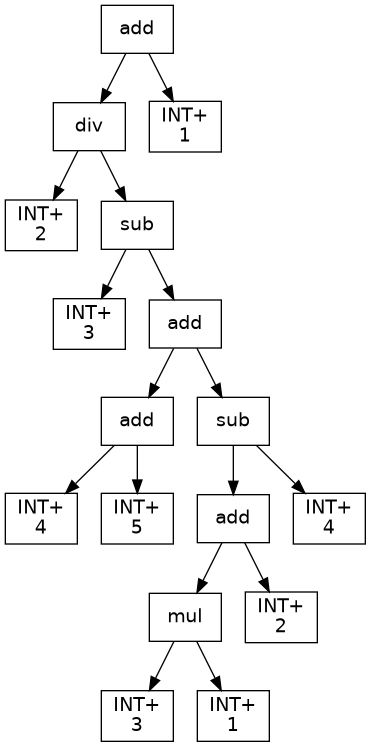 add
div
INT+
1
INT+
2
sub
INT+
3
add
add
sub
INT+
4
INT+
5
add
INT+
4
mul
INT+
2
INT+
3
INT+
1